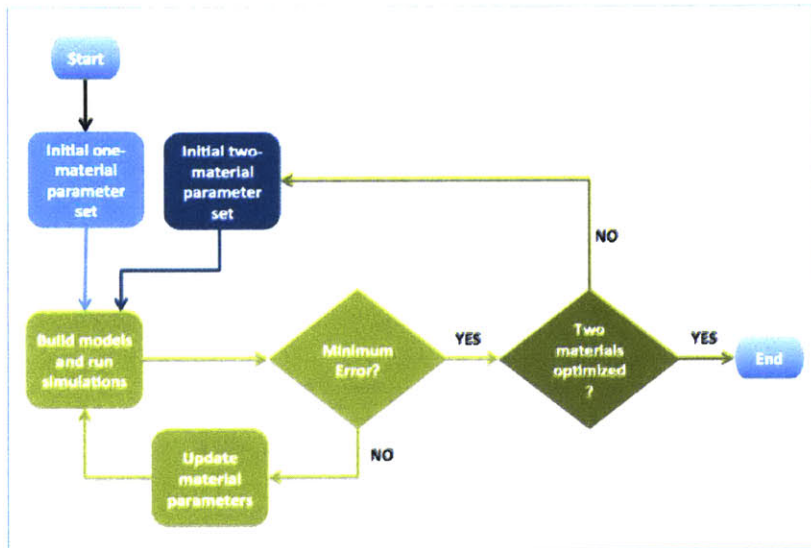 Start
Initial one-
material
parameter
set
Initial two-
material
parameter
set
NO
Build models
and run
simulations
Minimum
Error?
YES
Two
materials
optimized
?
YES
End
NO
Update
material
parameters